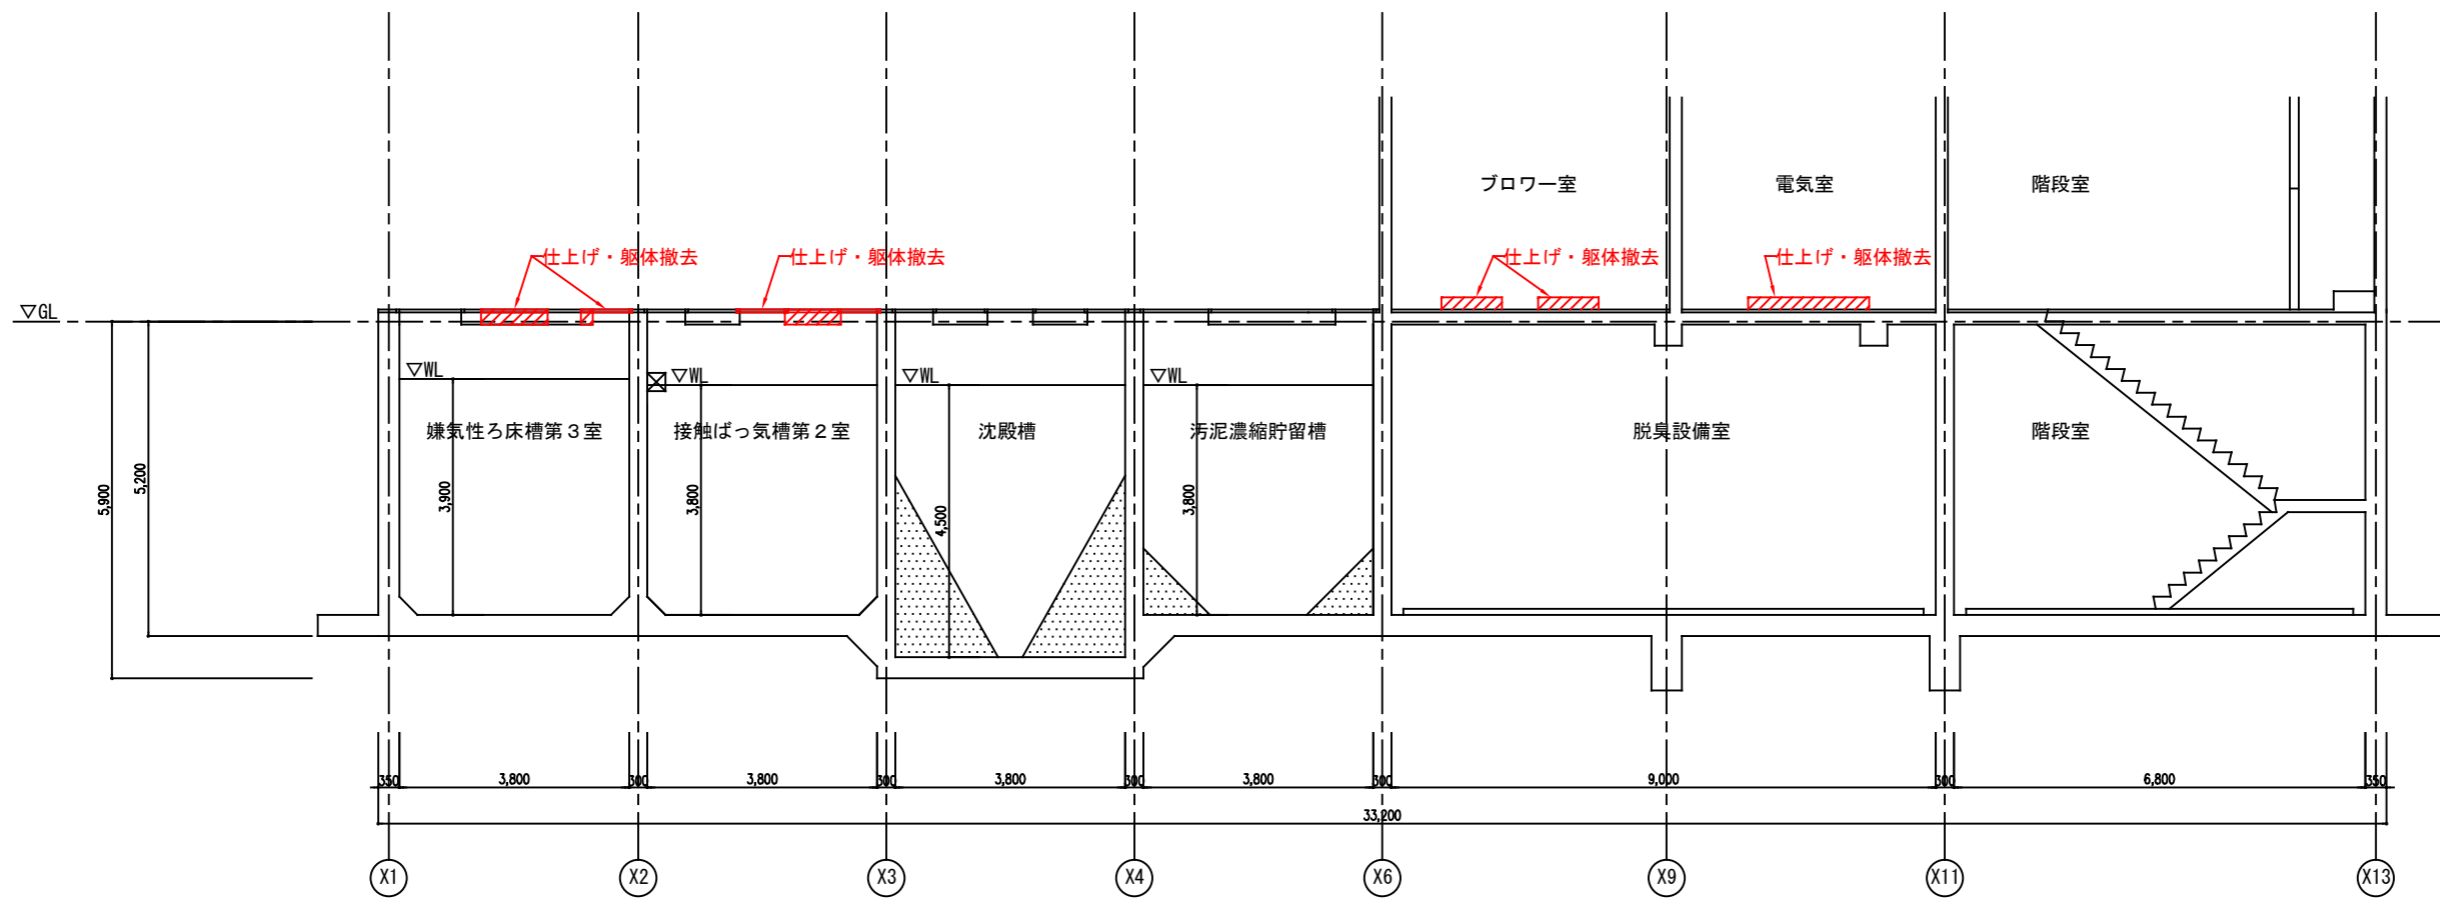 ブロワー室
電気室
階段室
仕上げ・躯体撤去
仕上げ・躯体撤去
仕上げ・躯体撤去
仕上げ・躯体撤去
▽GL
▽WL
▽WL
▽WL
▽WL
嫌気性ろ床槽第3室
接触ばっ気槽第2室
沈殿槽
汚泥濃縮貯留槽
脱臭設備室
階段室
5,900
5,200
3,900
3,800
4,500
3,800
350
3,800
300
3,800
300
3,800
300
3,800
300
9,000
300
6,800
350
33,200
X1
X2
X3
X4
X6
X9
X11
X13